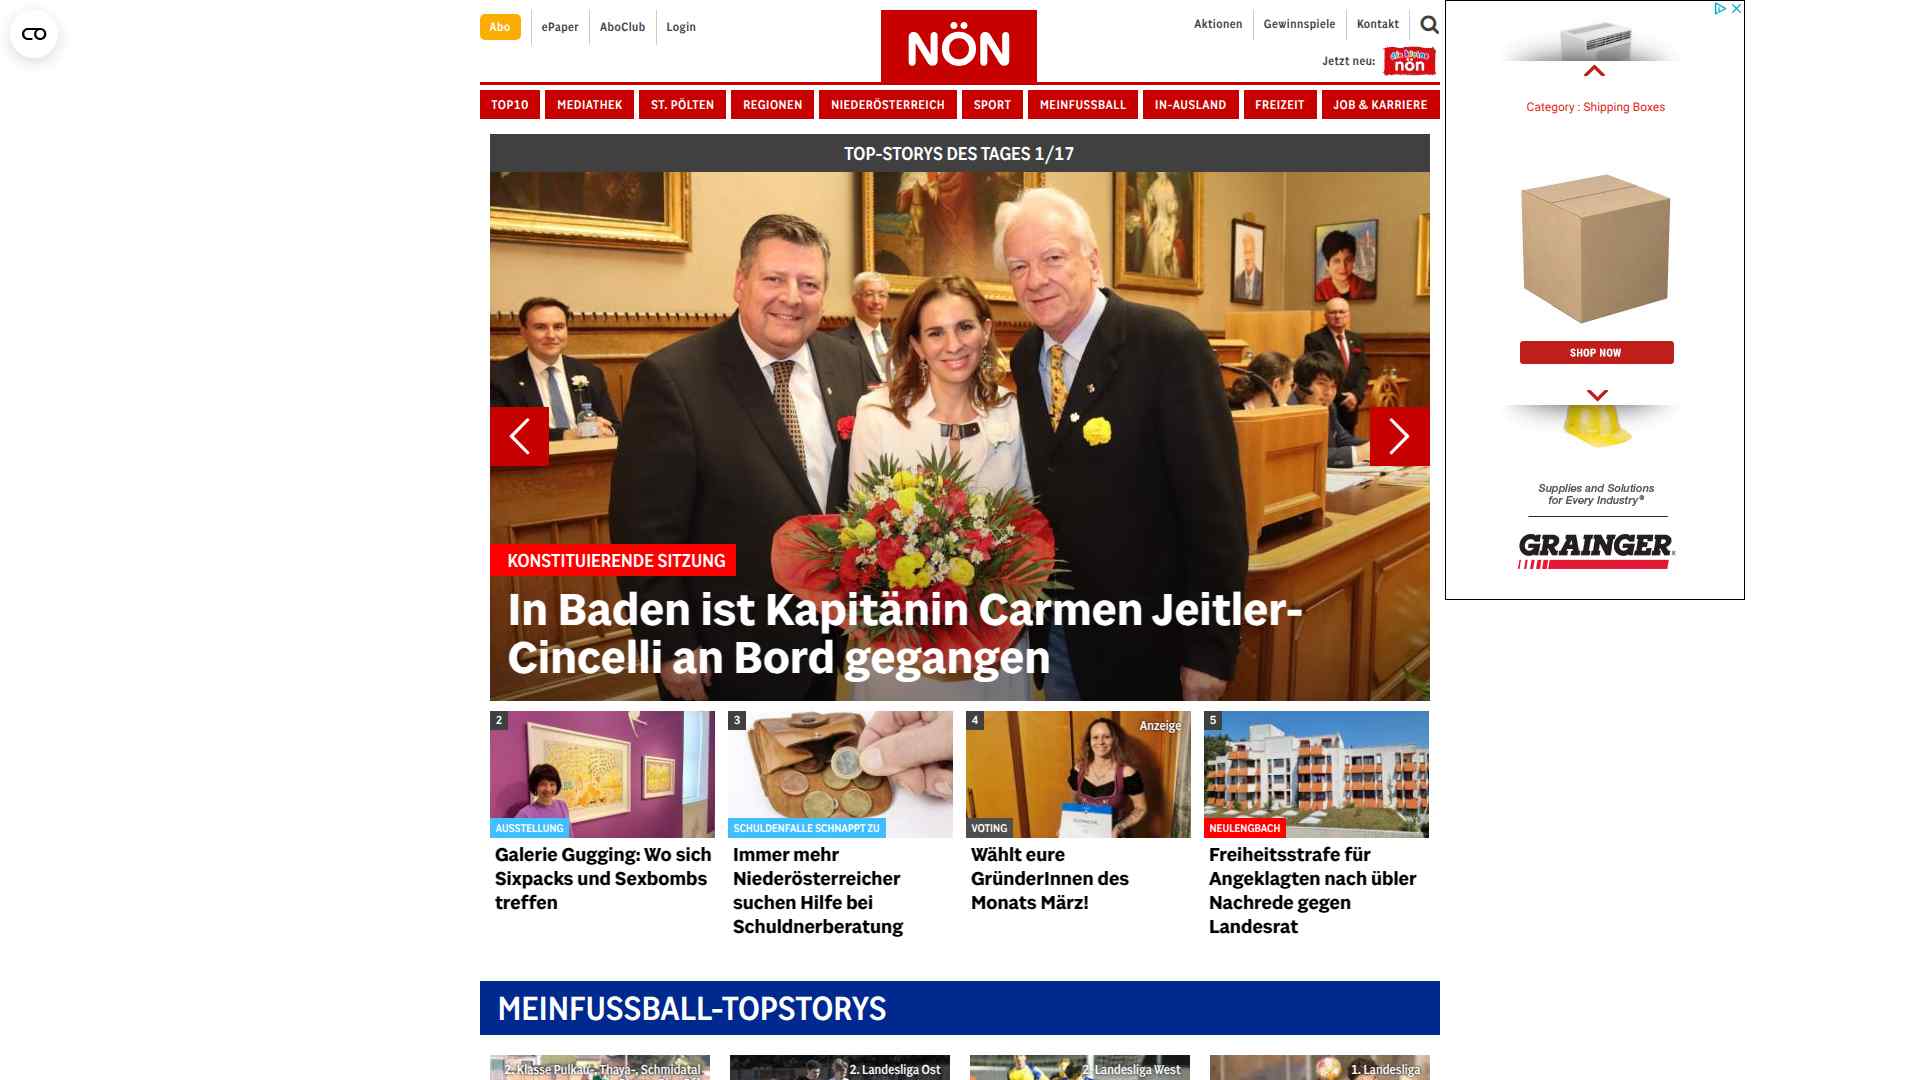 Abo
ePaper
AboClub
Login
NÖN
Aktionen
Gewinnspiele
Kontakt
Jetzt neu:
die kleine
nön
TOP10
MEDIATHEK
ST. PÖLTEN
REGIONEN
NIEDERÖSTERREICH
SPORT
MEINFUSSBALL
IN-AUSLAND
FREIZEIT
JOB & KARRIERE
TOP-STORYS DES TAGES 1/17
KONSTITUIERENDE SITZUNG
In Baden ist Kapitänin Carmen Jeitler-
Cincelli an Bord gegangen
2
AUSSTELLUNG
Galerie Gugging: Wo sich
Sixpacks und Sexbombs
treffen
3
SCHULDENFALLE SCHNAPPT ZU
Immer mehr
Niederösterreicher
suchen Hilfe bei
Schuldnerberatung
4
Anzeige
VOTING
Wählt eure
GründerInnen des
Monats März!
5
NEULENGBACH
Freiheitsstrafe für
Angeklagten nach übler
Nachrede gegen
Landesrat
MEINFUSSBALL-TOPSTORYS
2. Klasse Pulkau-, Thaya-, Schmidatal
2. Landesliga Ost
2. Landesliga West
1. Landesliga
Category : Shipping Boxes
SHOP NOW
Supplies and Solutions
for Every Industry®
GRAINGER